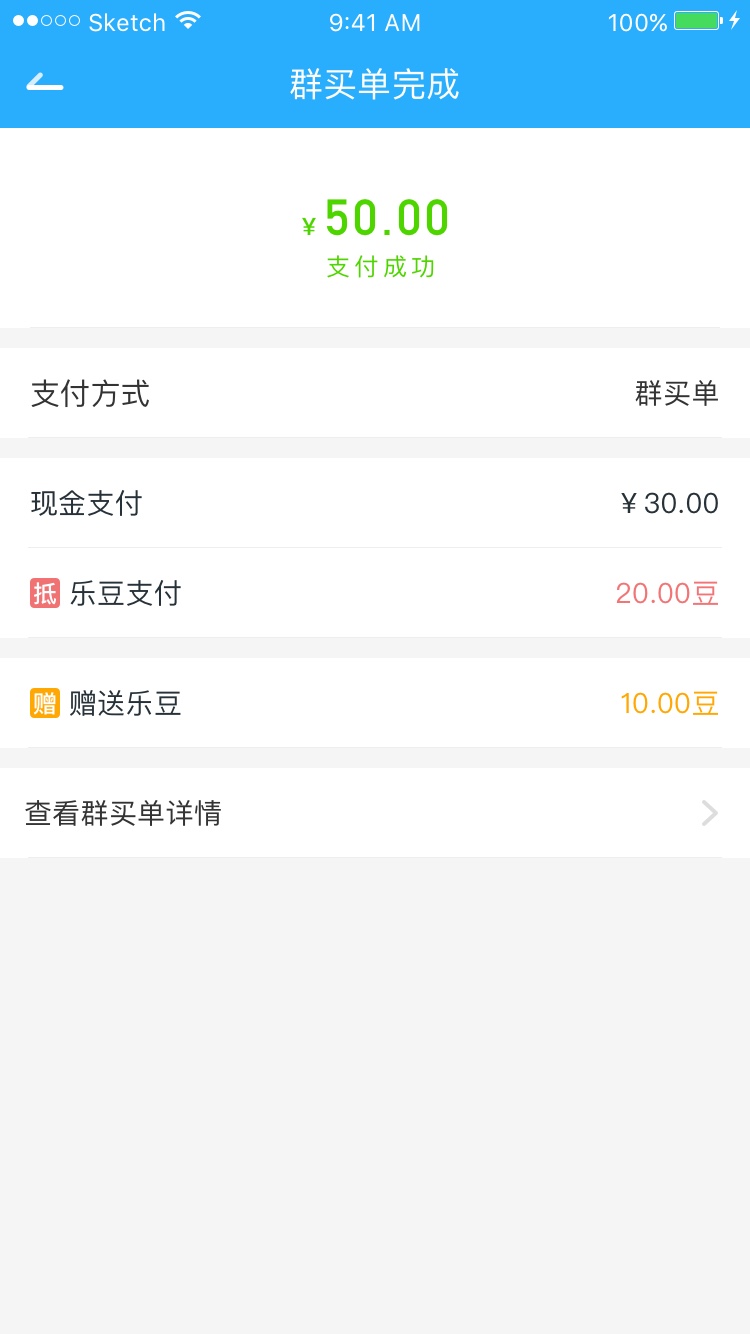 Sketch 9:41 AM 100%
群买单完成
¥ 50.00
支付成功
支付方式 群买单
现金支付 ¥ 30.00
抵 乐豆支付 20.00豆
赠 赠送乐豆 10.00豆
查看群买单详情